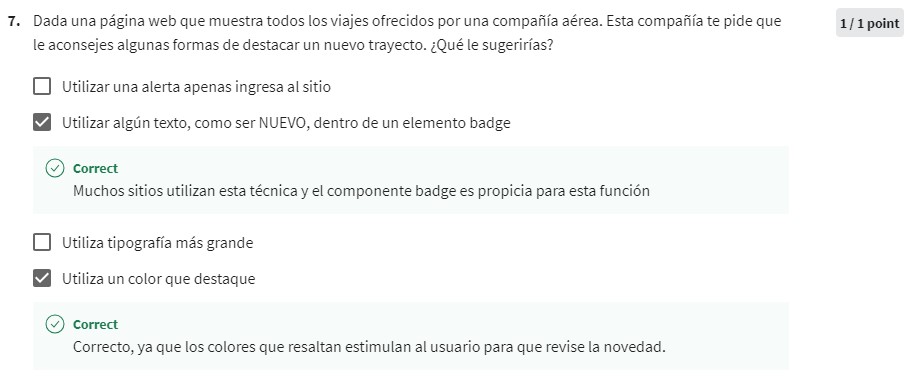 7. Dada una página web que muestra todos los viajes ofrecidos por una compañía aérea. Esta compañía te pide que
le aconsejes algunas formas de destacar un nuevo trayecto. ¿Qué le sugerirías?
1 / 1 point
Utilizar una alerta apenas ingresa al sitio
Utilizar algún texto, como ser NUEVO, dentro de un elemento badge
Correct
Muchos sitios utilizan esta técnica y el componente badge es propicia para esta función
Utiliza tipografía más grande
Utiliza un color que destaque
Correct
Correcto, ya que los colores que resaltan estimulan al usuario para que revise la novedad.